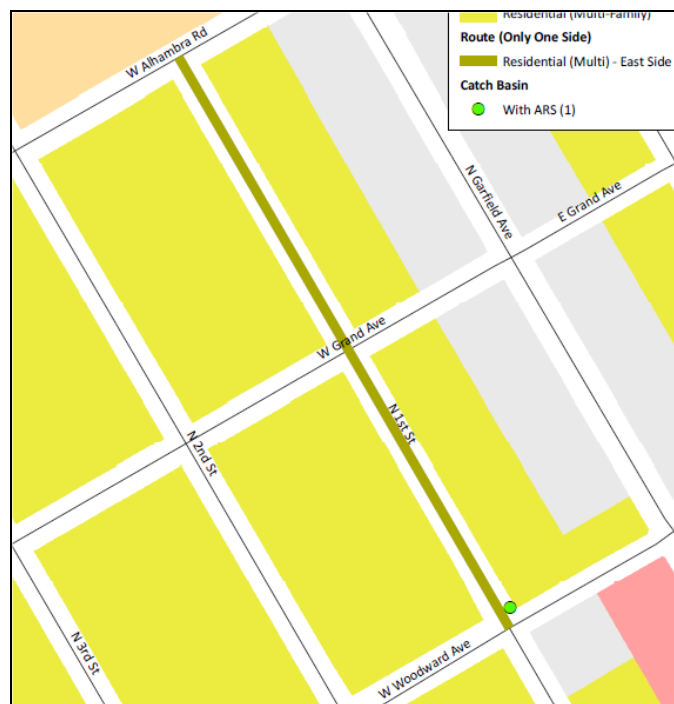 Residential (Multi-Family)
Route (Only One Side)
Residential (Multi) - East Side
Catch Basin
With ARS (1)
W Alhambra Rd
N Garfield Ave
E Grand Ave
W Grand Ave
N 1st St
N 2nd St
N 3rd St
W Woodward Ave